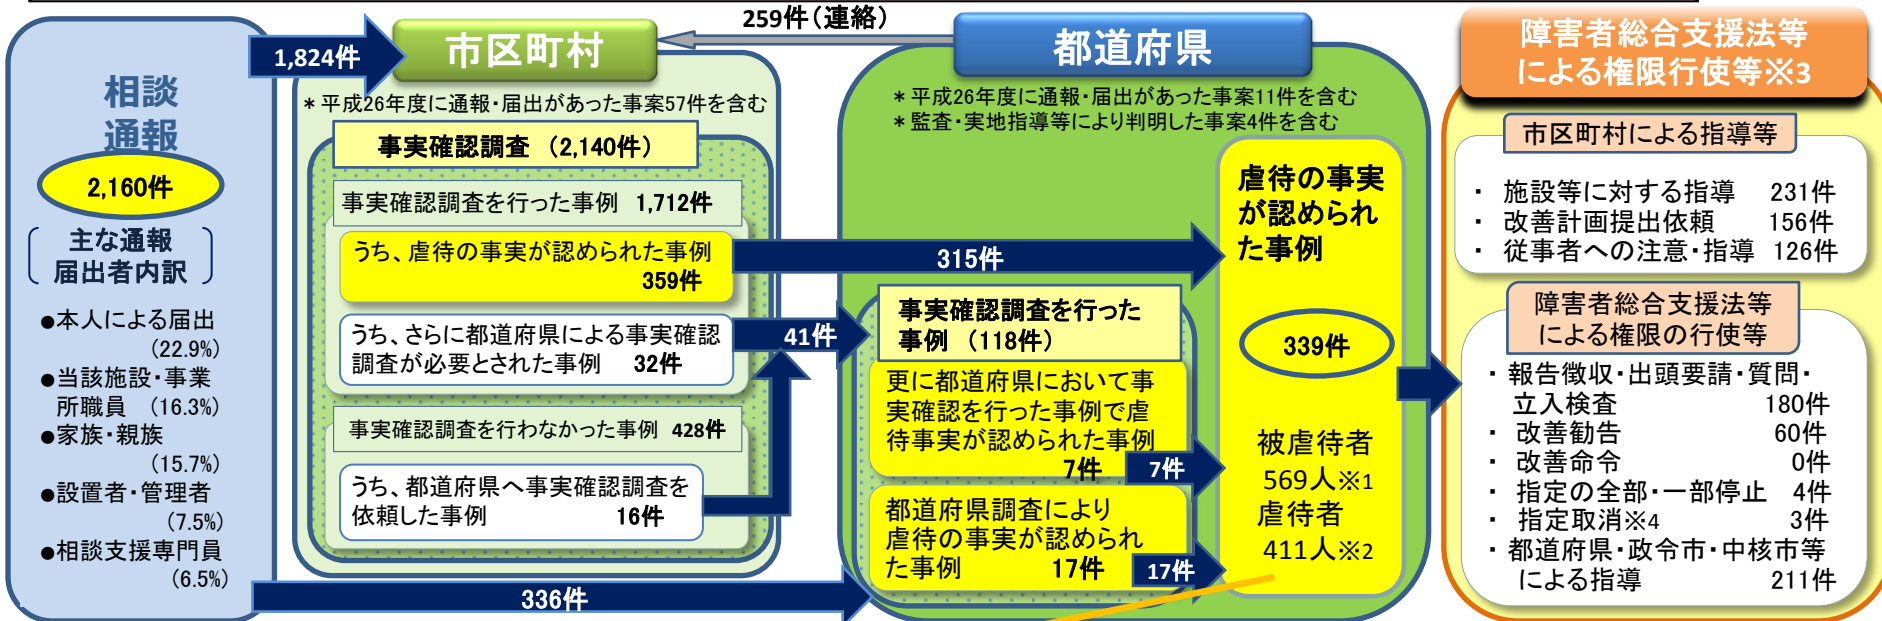 259件（連絡）
相談
通報
2,160件
主な通報
届出者内訳
●本人による届出
(22.9%)
●当該施設・事業
所職員 (16.3%)
●家族・親族
(15.7%)
●設置者・管理者
(7.5%)
●相談支援専門員
(6.5%)
1,824件
336件
市区町村
＊平成26年度に通報・届出があった事案57件を含む
事実確認調査 （2,140件）
事実確認調査を行った事例 1,712件
うち、虐待の事実が認められた事例
359件
うち、さらに都道府県による事実確認
調査が必要とされた事例 32件
事実確認調査を行わなかった事例 428件
うち、都道府県へ事実確認調査を
依頼した事例 16件
315件
41件
都道府県
＊平成26年度に通報・届出があった事案11件を含む
＊監査・実地指導等により判明した事案4件を含む
事実確認調査を行った
事例 （118件）
更に都道府県において事
実確認を行った事例で虐
待事実が認められた事例
7件
7件
都道府県調査により
虐待の事実が認められ
た事例 17件
17件
虐待の事実
が認められ
た事例
339件
被虐待者
569人※1
虐待者
411人※2
障害者総合支援法等
による権限行使等※3
市区町村による指導等
・ 施設等に対する指導 231件
・ 改善計画提出依頼 156件
・ 従事者への注意・指導 126件
障害者総合支援法等
による権限の行使等
・報告徴収・出頭要請・質問・
立入検査 180件
・ 改善勧告 60件
・ 改善命令 0件
・ 指定の全部・一部停止 4件
・ 指定取消※4 3件
・都道府県・政令市・中核市等
による指導 211件